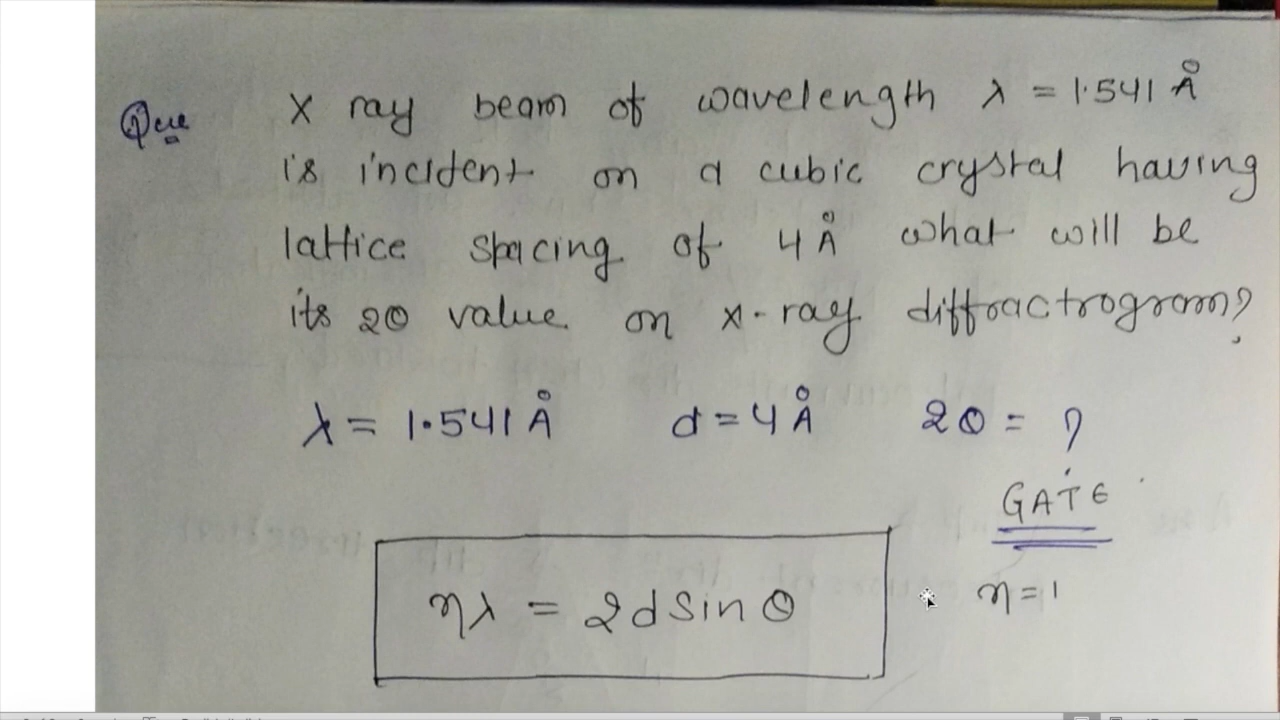 Que X ray beam of wavelength λ = 1.541 Å
is incident on a cubic crystal having
lattice spacing of 4 Å what will be
its 2θ value on x-ray diffractrogram?
λ = 1.541 Å d = 4 Å 2θ = ?
GATE
nλ = 2d sin θ n = 1